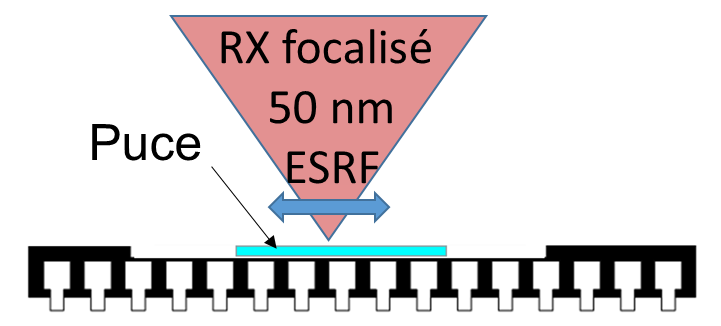 RX focalisé
50 nm
Puce
ESRF